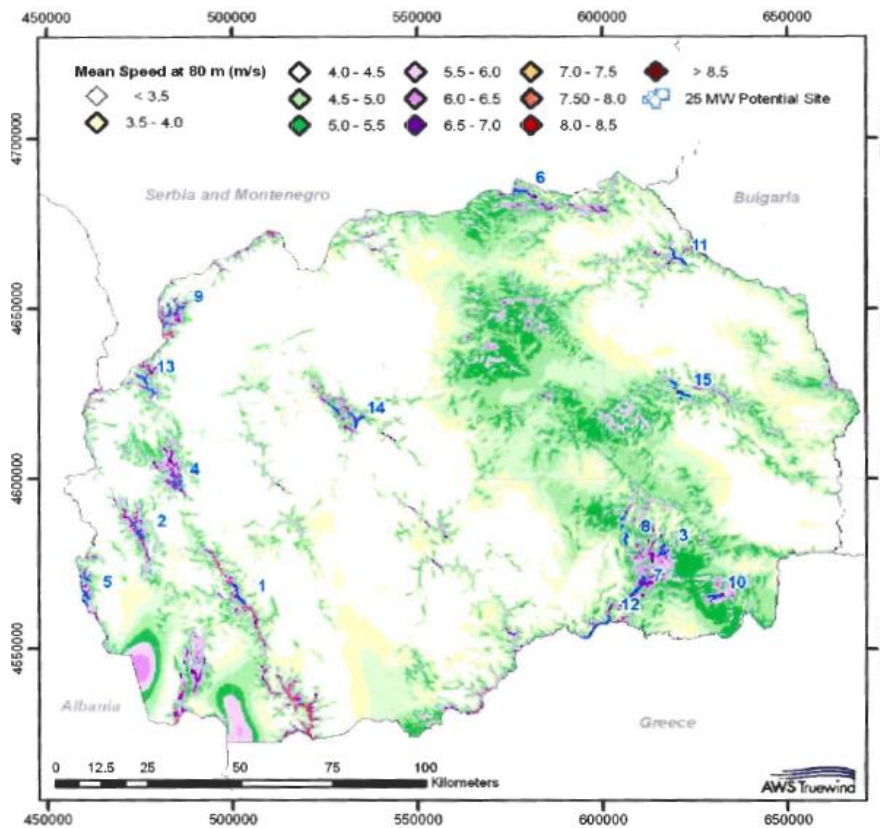 450000 500000 550000 600000 650000
Mean Speed at 80 m (m/s)
< 3.5
3.5 - 4.0
4.0 - 4.5
4.5 - 5.0
5.0 - 5.5
5.5 - 6.0
6.0 - 6.5
6.5 - 7.0
7.0 - 7.5
7.50 - 8.0
8.0 - 8.5
> 8.5
25 MW Potential Site
4700000
4650000
4600000
4550000
4700000
4650000
4600000
4550000
Serbia and Montenegro
Bulgaria
6
11
9
13
15
14
4
2
8
3
5
1
7
10
12
Albania
Greece
0 12.5 25 50 75 100
Kilometers
AWS Truewind
450000 500000 550000 600000 650000